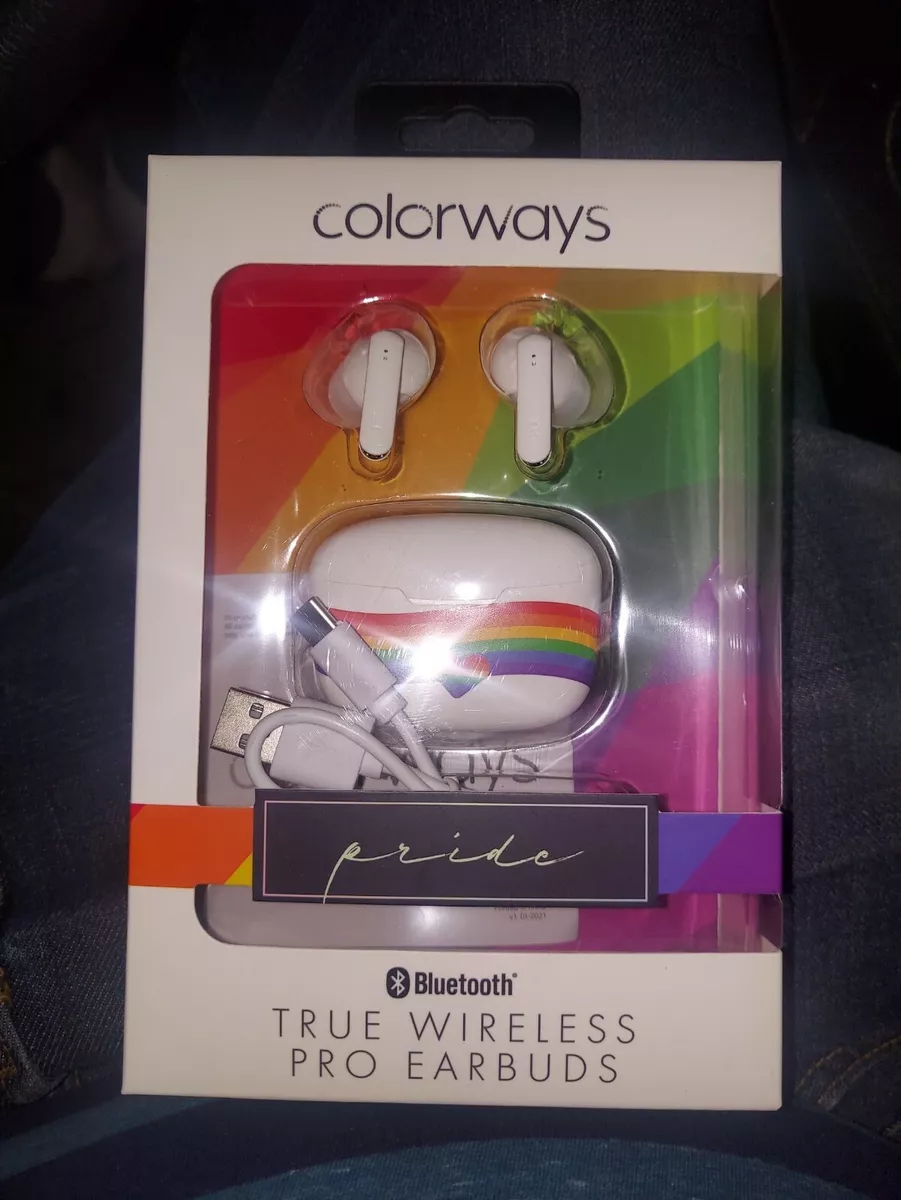 colorways
pride
Bluetooth®
TRUE WIRELESS
PRO EARBUDS